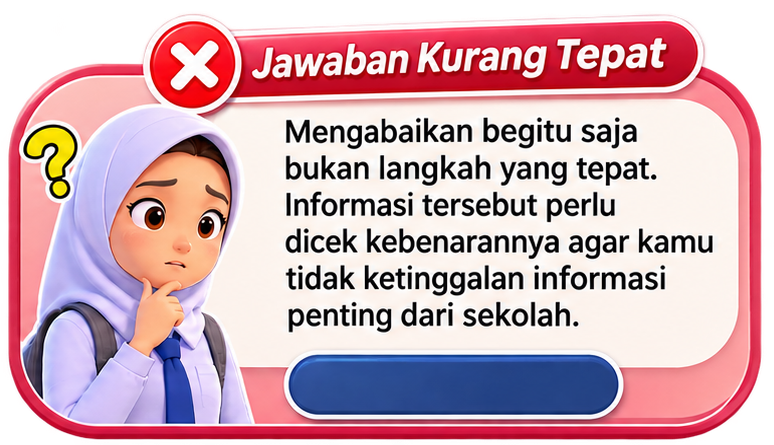 Jawaban Kurang Tepat
?
Mengabaikan begitu saja
bukan langkah yang tepat.
Informasi tersebut perlu
dicek kebenarannya agar kamu
tidak ketinggalan informasi
penting dari sekolah.